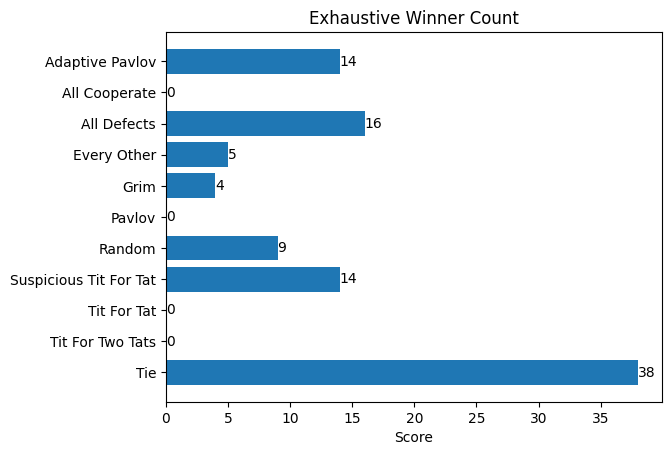 Exhaustive Winner Count
Adaptive Pavlov 14
All Cooperate 0
All Defects 16
Every Other 5
Grim 4
Pavlov 0
Random 9
Suspicious Tit For Tat 14
Tit For Tat 0
Tit For Two Tats 0
Tie 38
0 5 10 15 20 25 30 35
Score